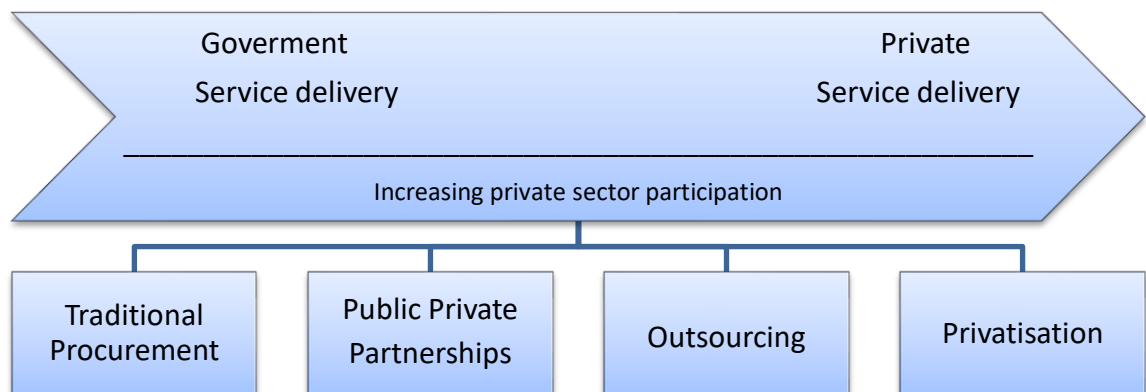 Goverment
Private
Service delivery
Service delivery
Increasing private sector participation
Traditional
Procurement
Public Private
Partnerships
Outsourcing
Privatisation